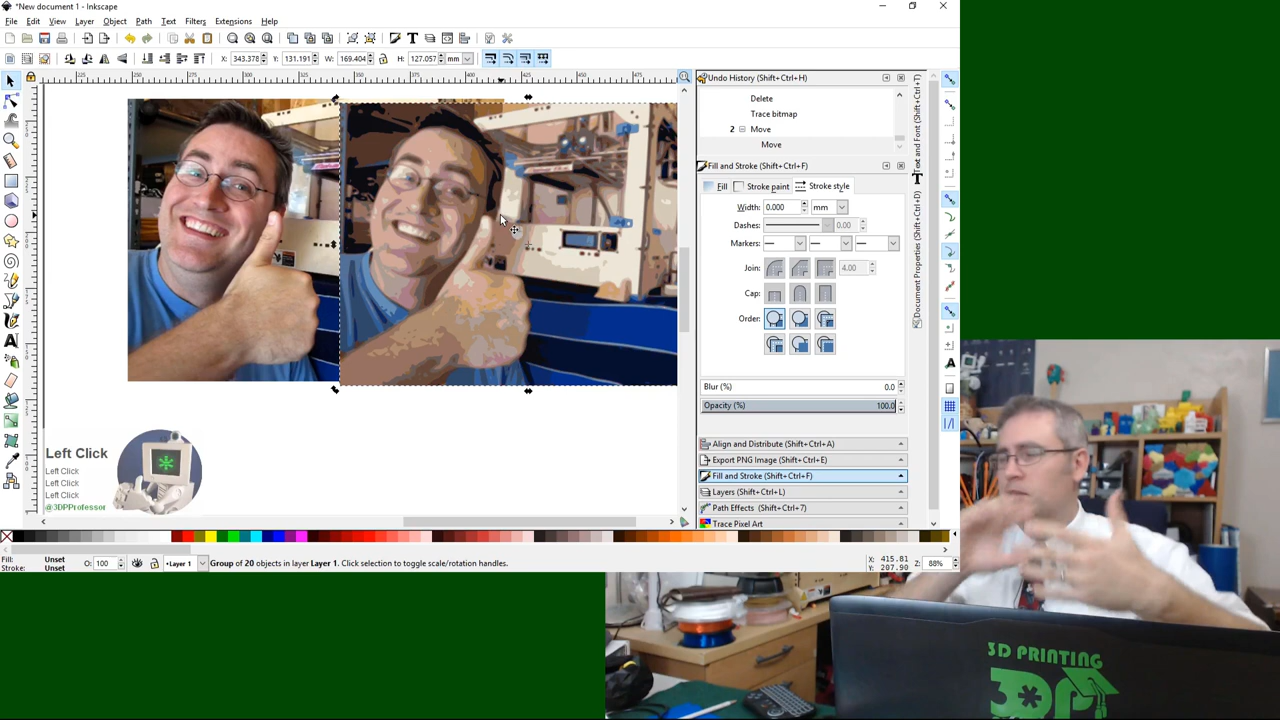 *New document 1 - Inkscape
File Edit View Layer Object Path Text Filters Extensions Help
X: 343.378 Y: 131.191 W: 169.404 H: 127.057 mm
Undo History (Shift+Ctrl+H)
Delete
Trace bitmap
2 Move
Move
Fill and Stroke (Shift+Ctrl+F)
Fill Stroke paint Stroke style
Width: 0.000 mm
Dashes: 0.00
Markers:
Join: 4.00
Cap:
Order:
Blur (%) 0.0
Opacity (%) 100.0
Align and Distribute (Shift+Ctrl+A)
Export PNG Image (Shift+Ctrl+E)
Fill and Stroke (Shift+Ctrl+F)
Layers (Shift+Ctrl+L)
Path Effects (Shift+Ctrl+7)
Trace Pixel Art
Text and Font (Shift+Ctrl+T)
Document Properties (Shift+Ctrl+D)
Left Click
Left Click
Left Click
Left Click
@3DPProfessor
Fill: Unset
Stroke: Unset
O: 100
Layer 1
Group of 20 objects in layer Layer 1. Click selection to toggle scale/rotation handles.
X: 415.81
Y: 207.90
Z: 88%
3D PRINTING
3DP